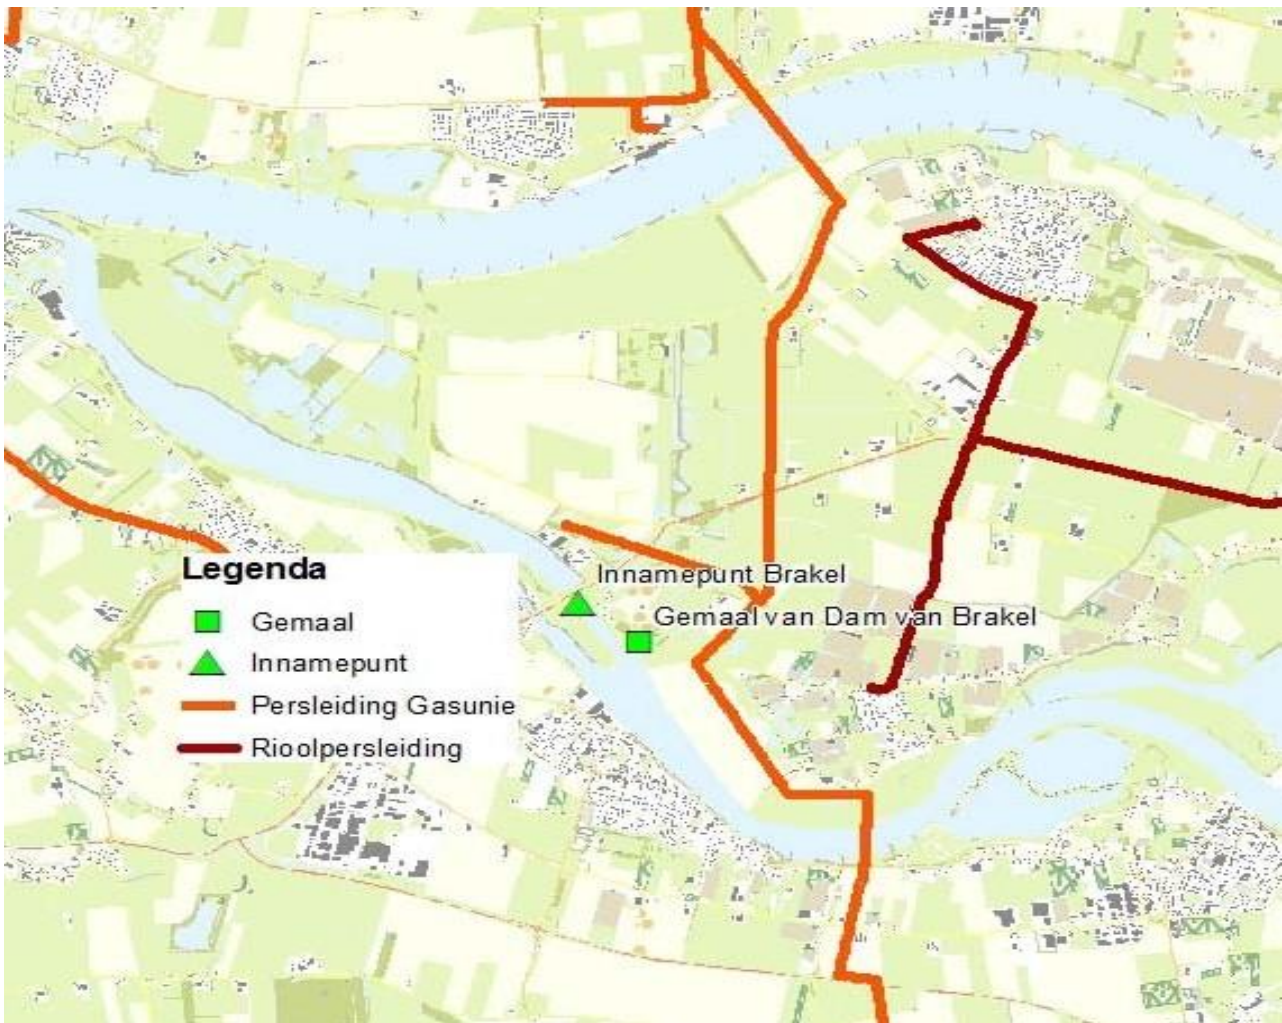 Innamepunt Brakel
Gemaal van Dam van Brakel
Legenda
Gemaal
Innamepunt
Persleiding Gasunie
Rioolpersleiding